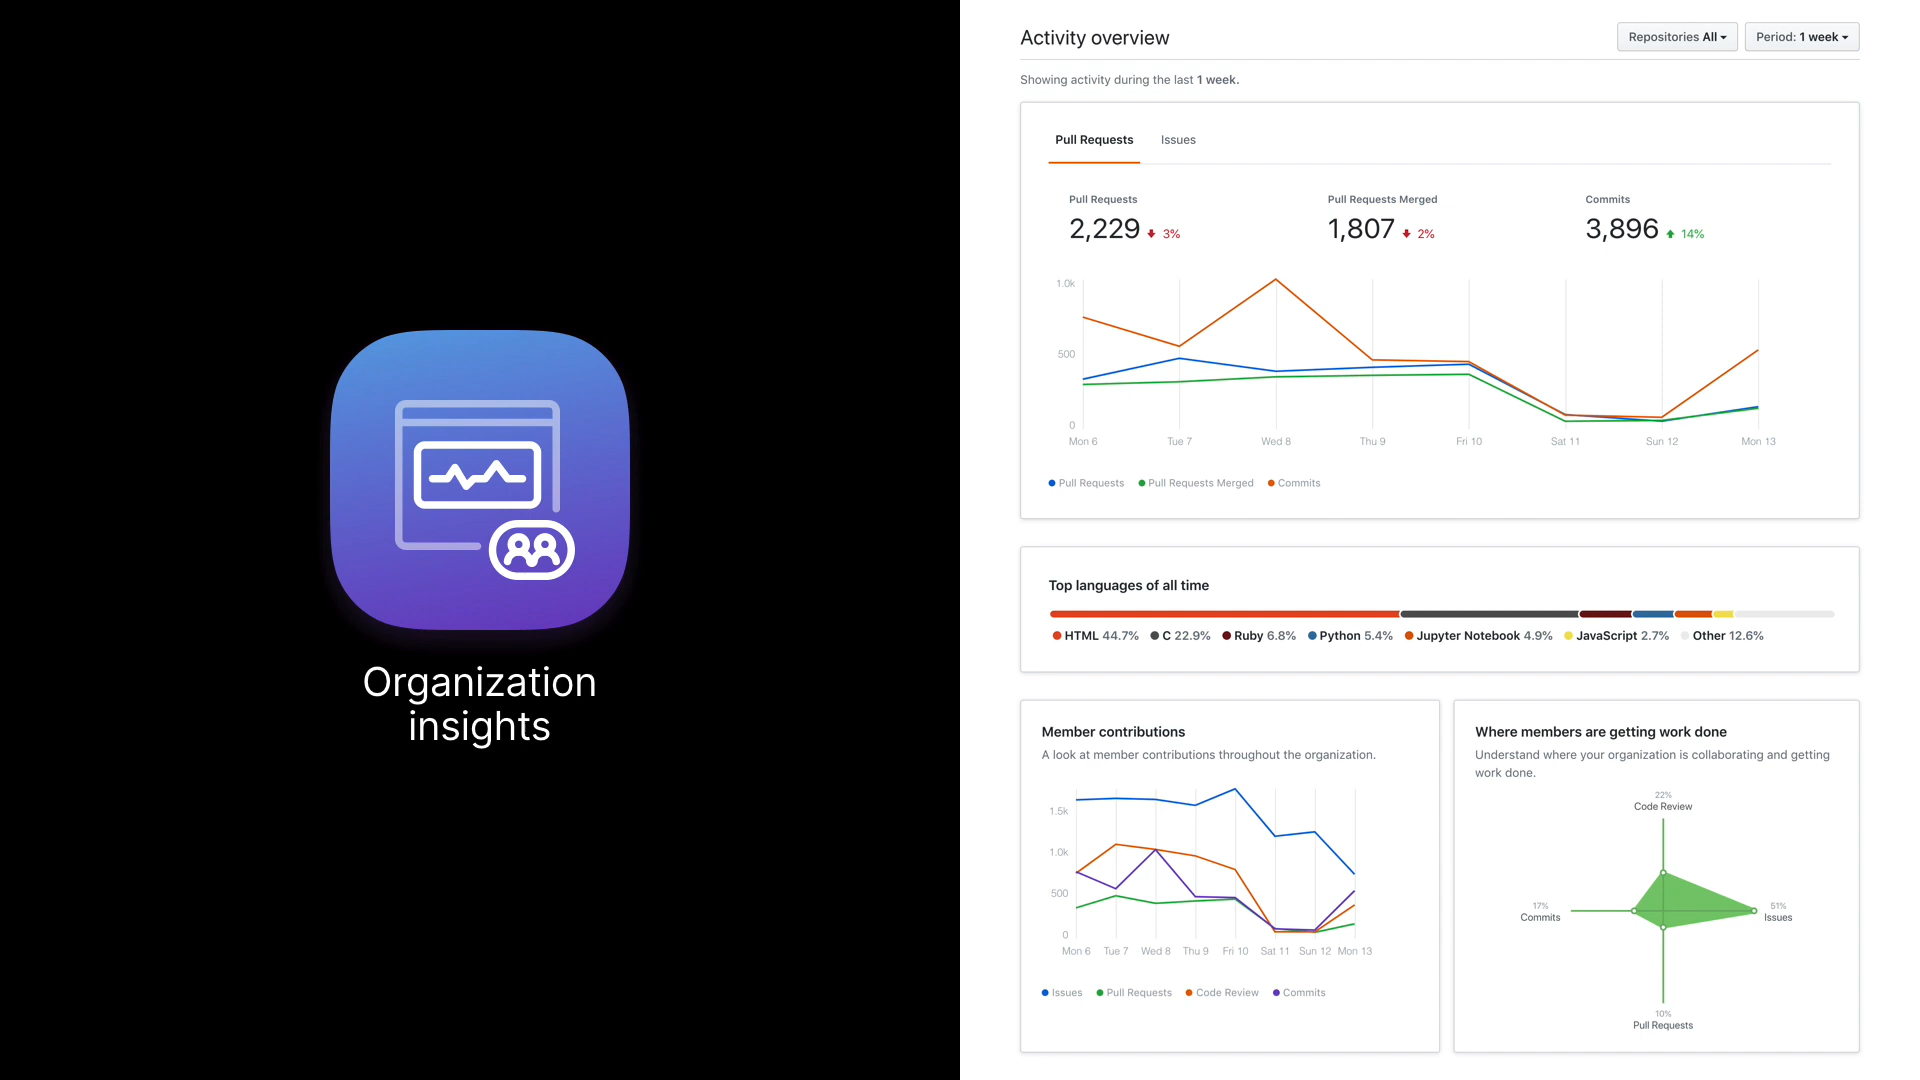 Organization
insights
Activity overview
Repositories All
Period: 1 week
Showing activity during the last 1 week.
Pull Requests
Issues
Pull Requests
2,229 3%
Pull Requests Merged
1,807 2%
Commits
3,896 14%
1.0k
500
0
Mon 6 Tue 7 Wed 8 Thu 9 Fri 10 Sat 11 Sun 12 Mon 13
Pull Requests Pull Requests Merged Commits
Top languages of all time
HTML 44.7% C 22.9% Ruby 6.8% Python 5.4% Jupyter Notebook 4.9% JavaScript 2.7% Other 12.6%
Member contributions
A look at member contributions throughout the organization.
1.5k
1.0k
500
0
Mon 6 Tue 7 Wed 8 Thu 9 Fri 10 Sat 11 Sun 12 Mon 13
Issues Pull Requests Code Review Commits
Where members are getting work done
Understand where your organization is collaborating and getting
work done.
22%
Code Review
17%
Commits
51%
Issues
10%
Pull Requests